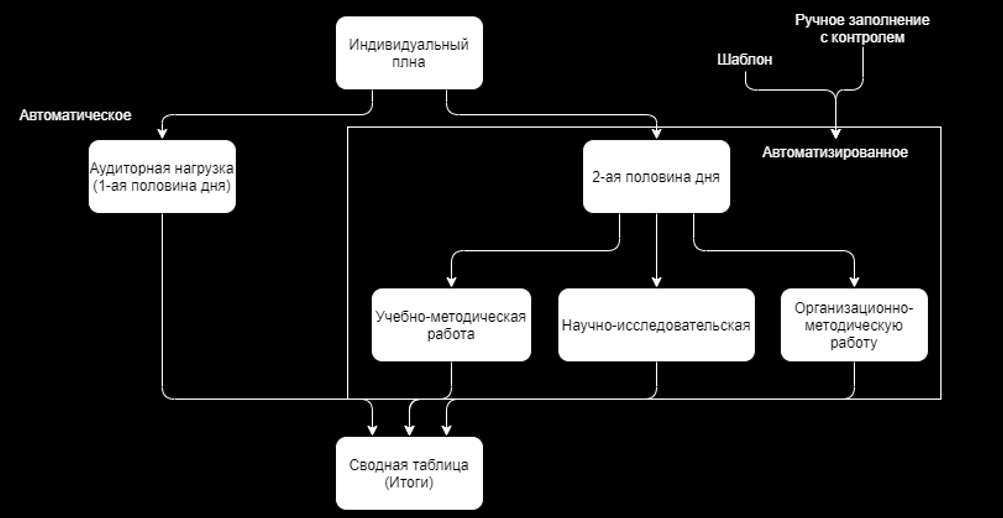 Индивидуальный
плна
Ручное заполнение
с контролем
Шаблон
Автоматическое
Автоматизированное
Аудиторная нагрузка
(1-ая половина дня)
2-ая половина дня
Учебно-методическая
работа
Научно-исследовательская
Организационно-
методическую
работу
Сводная таблица
(Итоги)